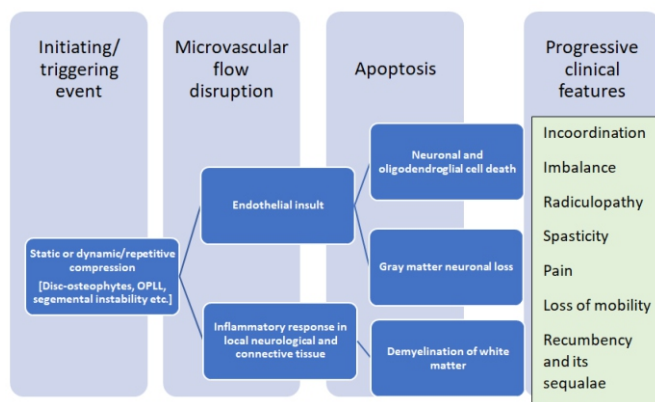 Initiating/
triggering
event
Microvascular
flow
disruption
Apoptosis
Progressive
clinical
features
Static or dynamic/repetitive
compression
[Disc-osteophytes, OPLL,
segemental instability etc.]
Endothelial insult
Inflammatory response in
local neurological and
connective tissue
Neuronal and
oligodendroglial cell death
Gray matter neuronal loss
Demyelination of white
matter
Incoordination
Imbalance
Radiculopathy
Spasticity
Pain
Loss of mobility
Recumbency
and its
sequalae